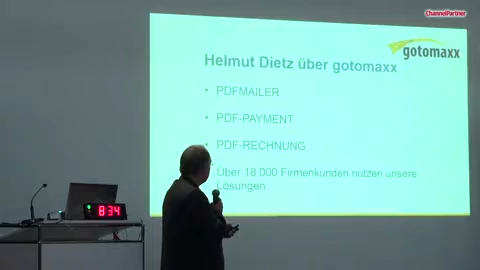 ChannelPartner
gotomaxx
Helmut Dietz über gotomaxx
• PDFMAILER
• PDF-PAYMENT
• PDF-RECHNUNG
• Über 18 000 Firmenkunden nutzen unsere
Lösungen
8:34